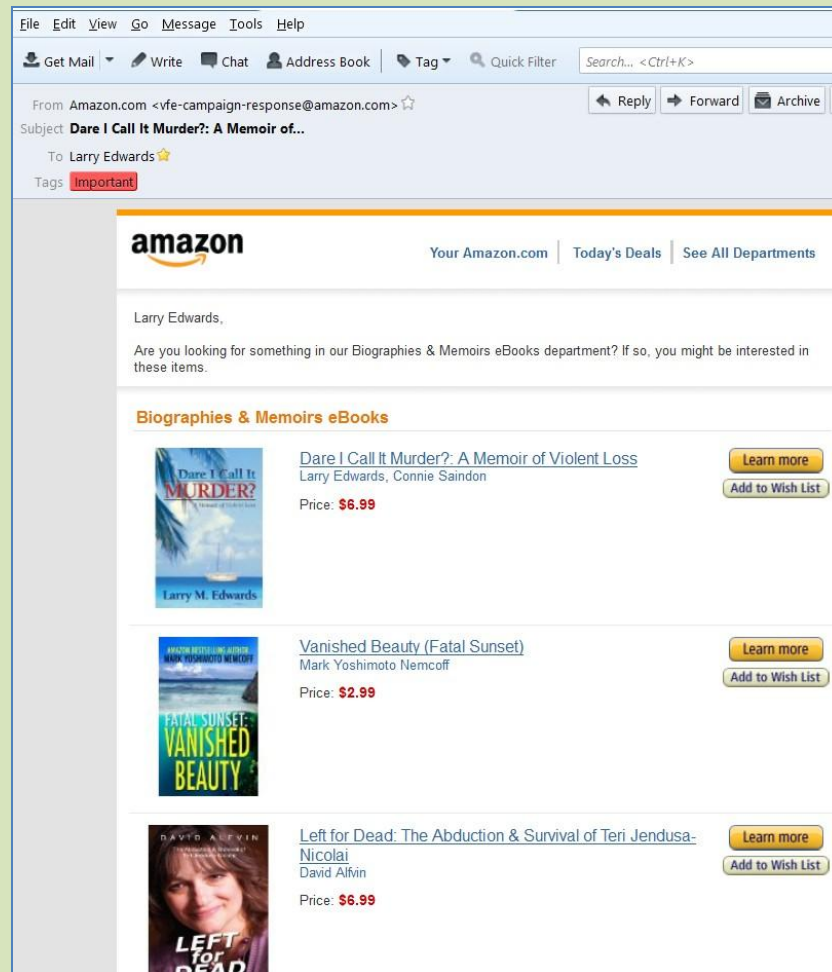 File Edit View Go Message Tools Help
Get Mail Write Chat Address Book Tag Quick Filter Search... <Ctrl+K>
From Amazon.com <vfe-campaign-response@amazon.com> Reply Forward Archive
Subject Dare I Call It Murder?: A Memoir of...
To Larry Edwards
Tags Important
amazon
Your Amazon.com Today's Deals See All Departments
Larry Edwards,
Are you looking for something in our Biographies & Memoirs eBooks department? If so, you might be interested in
these items.
Biographies & Memoirs eBooks
Dare I Call It
MURDER?
A Memoir of Violent Loss
Larry M. Edwards
Dare I Call It Murder?: A Memoir of Violent Loss
Larry Edwards, Connie Saindon
Price: $6.99
Learn more
Add to Wish List
AMAZON BESTSELLING AUTHOR
MARK YOSHIMOTO NEMCOFF
FATAL SUNSET:
VANISHED
BEAUTY
Vanished Beauty (Fatal Sunset)
Mark Yoshimoto Nemcoff
Price: $2.99
Learn more
Add to Wish List
DAVID ALFVIN
LEFT
for
DEAD
Left for Dead: The Abduction & Survival of Teri Jendusa-
Nicolai
David Alfvin
Price: $6.99
Learn more
Add to Wish List